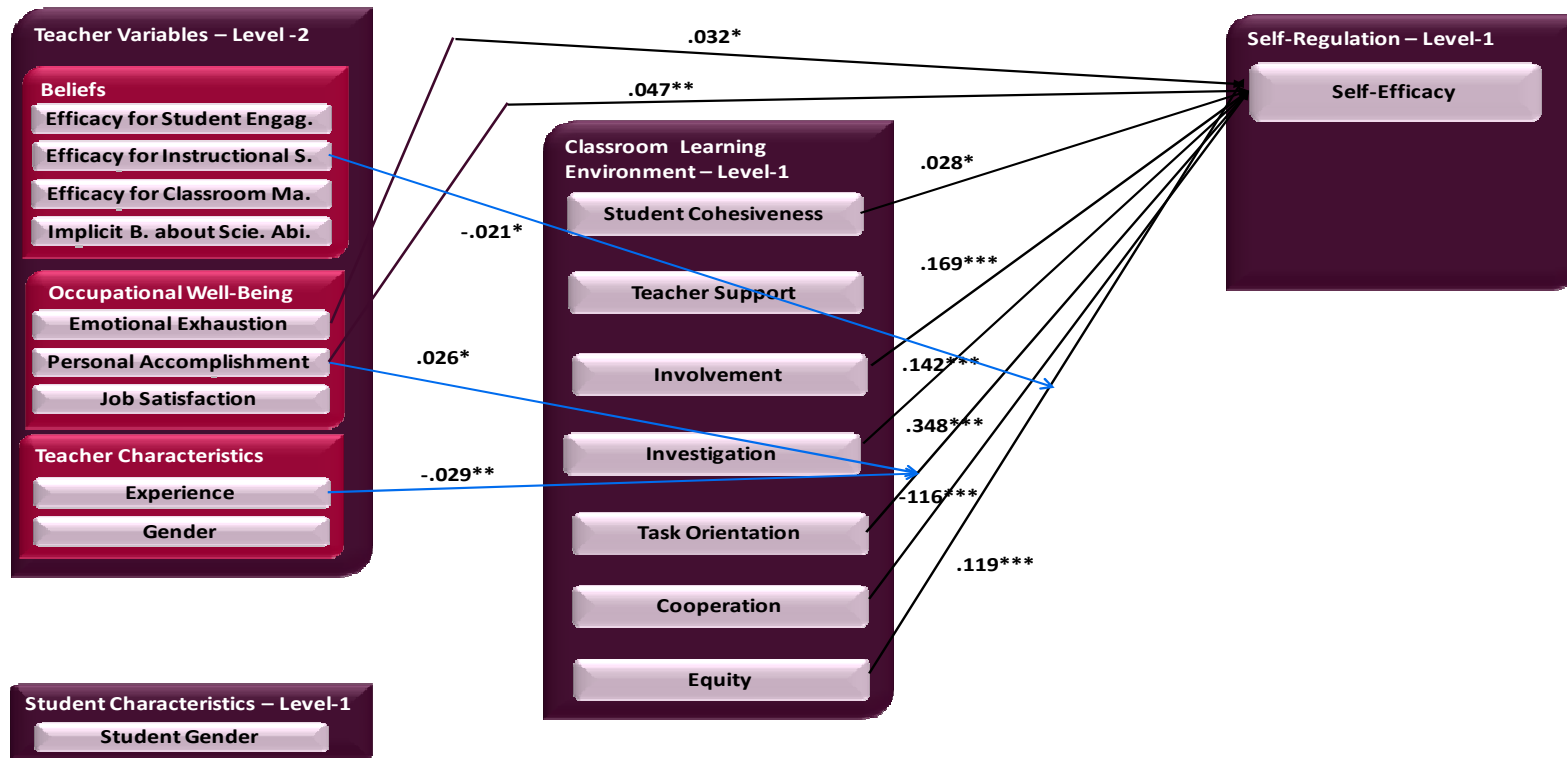 Teacher Variables – Level -2
Beliefs
Efficacy for Student Engag.
Efficacy for Instructional S.
Efficacy for Classroom Ma.
Implicit B. about Scie. Abi.
Occupational Well-Being
Emotional Exhaustion
Personal Accomplishment
Job Satisfaction
Teacher Characteristics
Experience
Gender
Student Characteristics – Level-1
Student Gender
.032*
.047**
-.021*
.026*
-.029**
Classroom Learning
Environment – Level-1
Student Cohesiveness
Teacher Support
Involvement
Investigation
Task Orientation
Cooperation
Equity
.028*
.169***
.142***
.348***
-116***
.119***
Self-Regulation – Level-1
Self-Efficacy